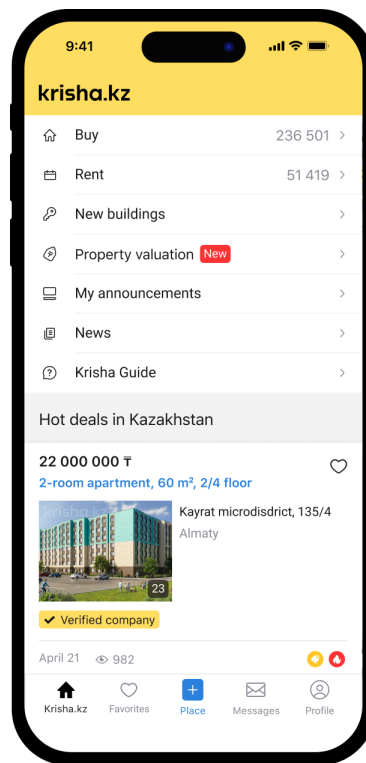 9:41
krisha.kz
Buy 236 501
Rent 51 419
New buildings
Property valuation New
My announcements
News
Krisha Guide
Hot deals in Kazakhstan
22 000 000 ₸
2-room apartment, 60 m², 2/4 floor
krisha.kz
Kayrat microdisdrict, 135/4
Almaty
23
Verified company
April 21 982
Krisha.kz Favorites Place Messages Profile